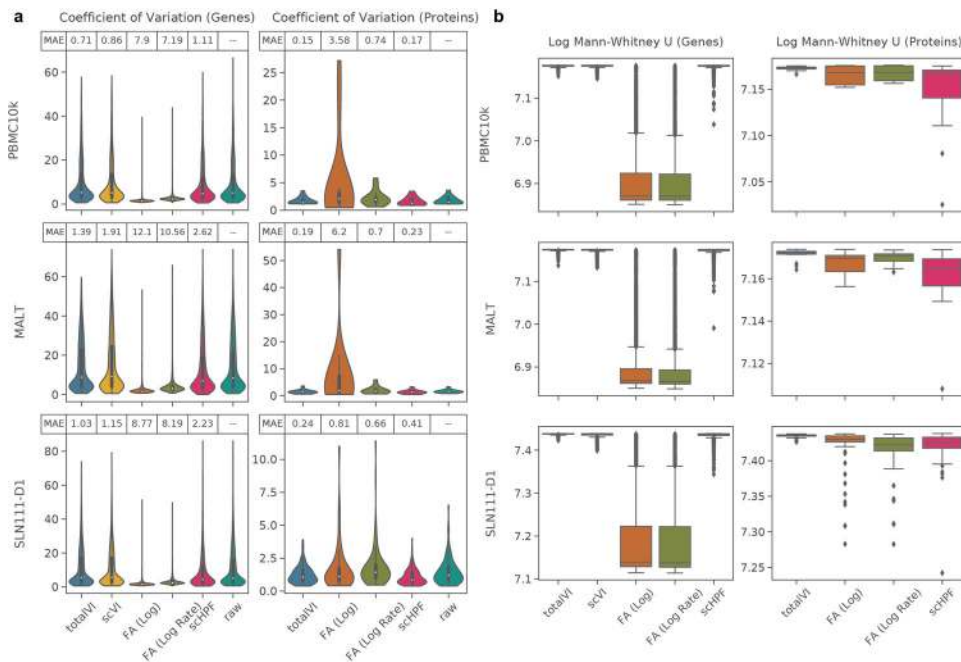 a
Coefficient of Variation (Genes)
Coefficient of Variation (Proteins)
MAE 0.71 0.86 7.9 7.19 1.11 —
MAE 0.15 3.58 0.74 0.17 —
PBMC10k
60
40
20
0
25
20
15
10
5
0
MAE 1.39 1.91 12.1 10.56 2.62 —
MAE 0.19 6.2 0.7 0.23 —
MALT
60
40
20
0
50
40
30
20
10
0
MAE 1.03 1.15 8.77 8.19 2.23 —
MAE 0.24 0.81 0.66 0.41 —
SLN111-D1
80
60
40
20
0
10.0
7.5
5.0
2.5
0.0
totalVI
scVI
FA (Log)
FA (Log Rate)
scHPF
raw
totalVI
FA (Log)
FA (Log Rate)
scHPF
raw
b
Log Mann-Whitney U (Genes)
Log Mann-Whitney U (Proteins)
PBMC10k
7.1
7.0
6.9
7.15
7.10
7.05
MALT
7.1
7.0
6.9
7.16
7.14
7.12
SLN111-D1
7.4
7.3
7.2
7.1
7.40
7.35
7.30
7.25
totalVI
scVI
FA (Log)
FA (Log Rate)
scHPF
totalVI
FA (Log)
FA (Log Rate)
scHPF